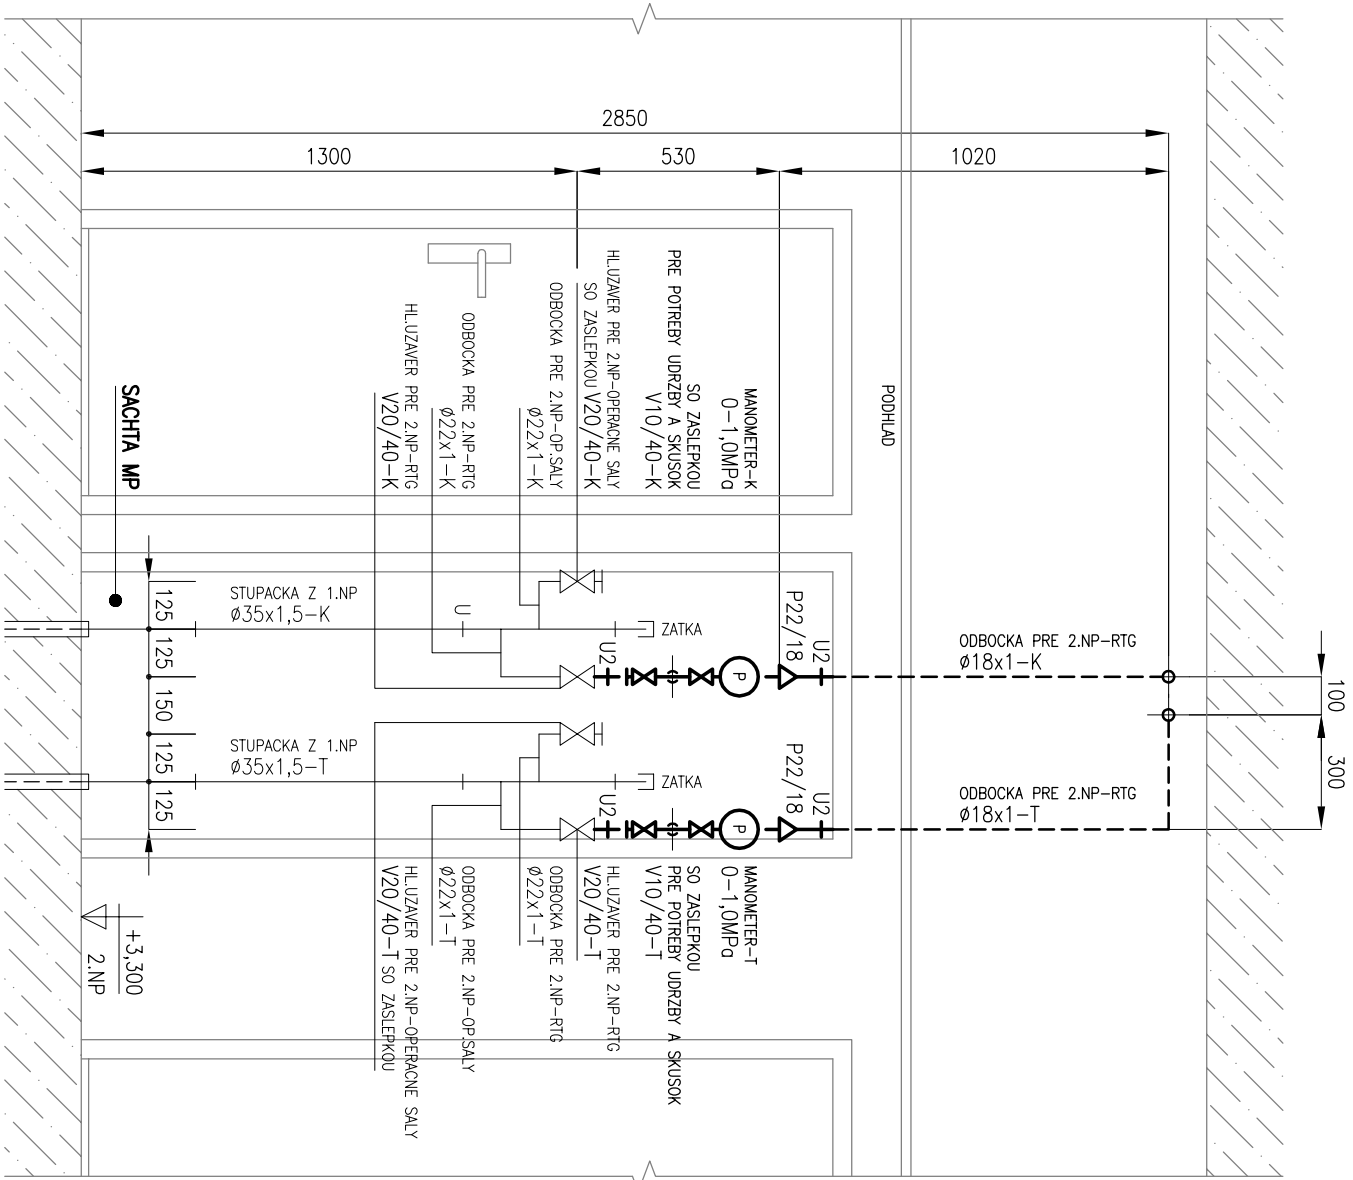 2850
1300
530
1020
PRE POTREBY UDRZBY A SKUSOK
SO ZASLEPKOU
V10/40-K
MANOMETER-K
0-1,0MPa
HL.UZAVER PRE 2.NP-OPERACNE SALY
SO ZASLEPKOU V20/40-K
ODBOCKA PRE 2.NP-OP.SALY
Ø22x1-K
ODBOCKA PRE 2.NP-RTG
Ø22x1-K
HL.UZAVER PRE 2.NP-RTG
V20/40-K
SACHTA MP
PODHLAD
125
125
150
125
125
STUPACKA Z 1.NP
Ø35x1,5-K
U
ZATKA
U2
P
P22/18
U2
ODBOCKA PRE 2.NP-RTG
Ø18x1-K
100
300
STUPACKA Z 1.NP
Ø35x1,5-T
ZATKA
U2
P
P22/18
U2
ODBOCKA PRE 2.NP-RTG
Ø18x1-T
MANOMETER-T
0-1,0MPa
SO ZASLEPKOU
PRE POTREBY UDRZBY A SKUSOK
V10/40-T
HL.UZAVER PRE 2.NP-RTG
V20/40-T
ODBOCKA PRE 2.NP-RTG
Ø22x1-T
ODBOCKA PRE 2.NP-OP.SALY
Ø22x1-T
HL.UZAVER PRE 2.NP-OPERACNE SALY
V20/40-T SO ZASLEPKOU
+3,300
2.NP